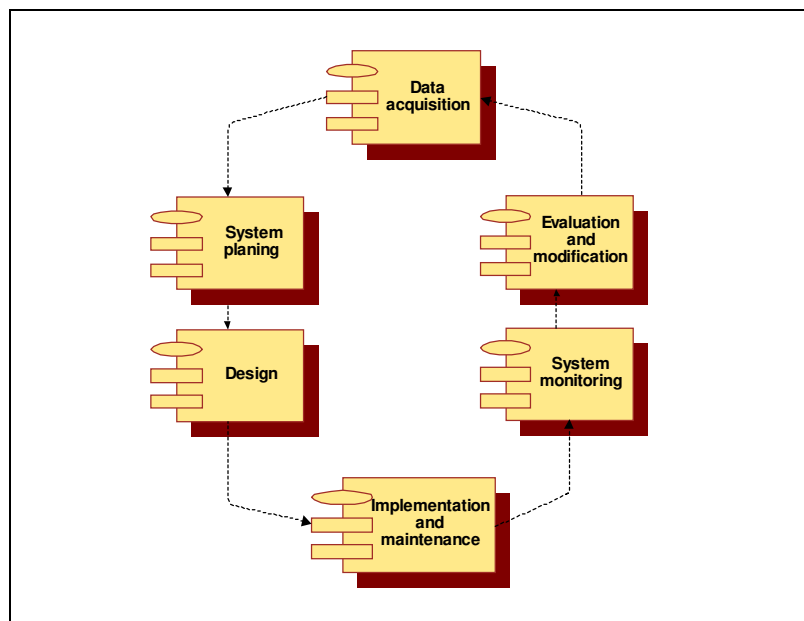 Data
acquisition
System
planing
Design
Implementation
and
maintenance
System
monitoring
Evaluation
and
modification